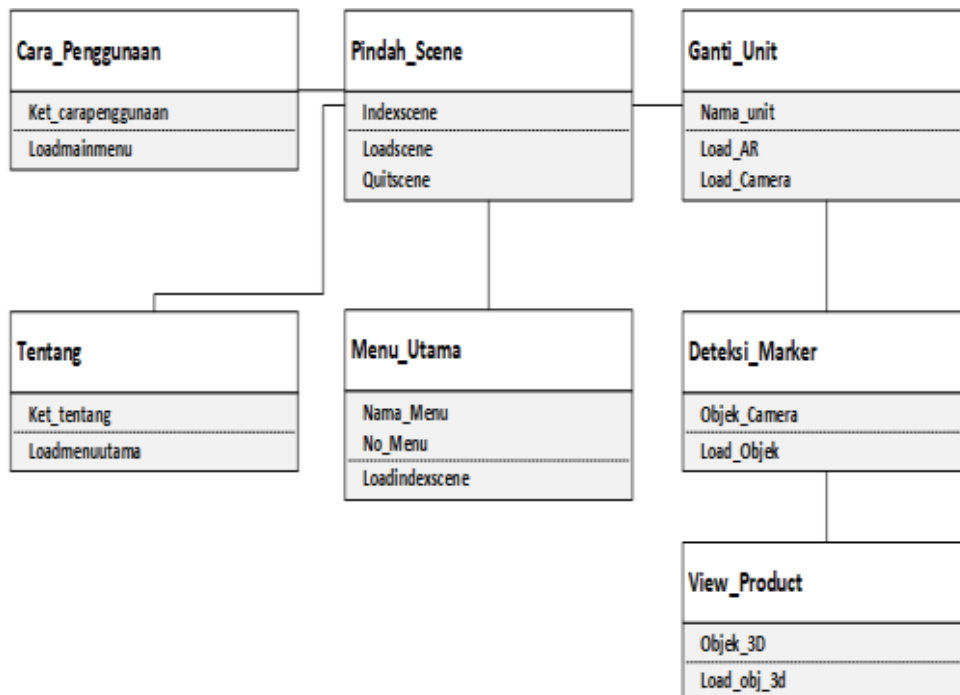 Cara_Penggunaan
Ket_carapenggunaan
Loadmainmenu
Pindah_Scene
Indexscene
Loadscene
Quitscene
Ganti_Unit
Nama_unit
Load_AR
Load_Camera
Tentang
Ket_tentang
Loadmenuutama
Menu_Utama
Nama_Menu
No_Menu
Loadindexscene
Deteksi_Marker
Objek_Camera
Load_Objek
View_Product
Objek_3D
Load_obj_3d